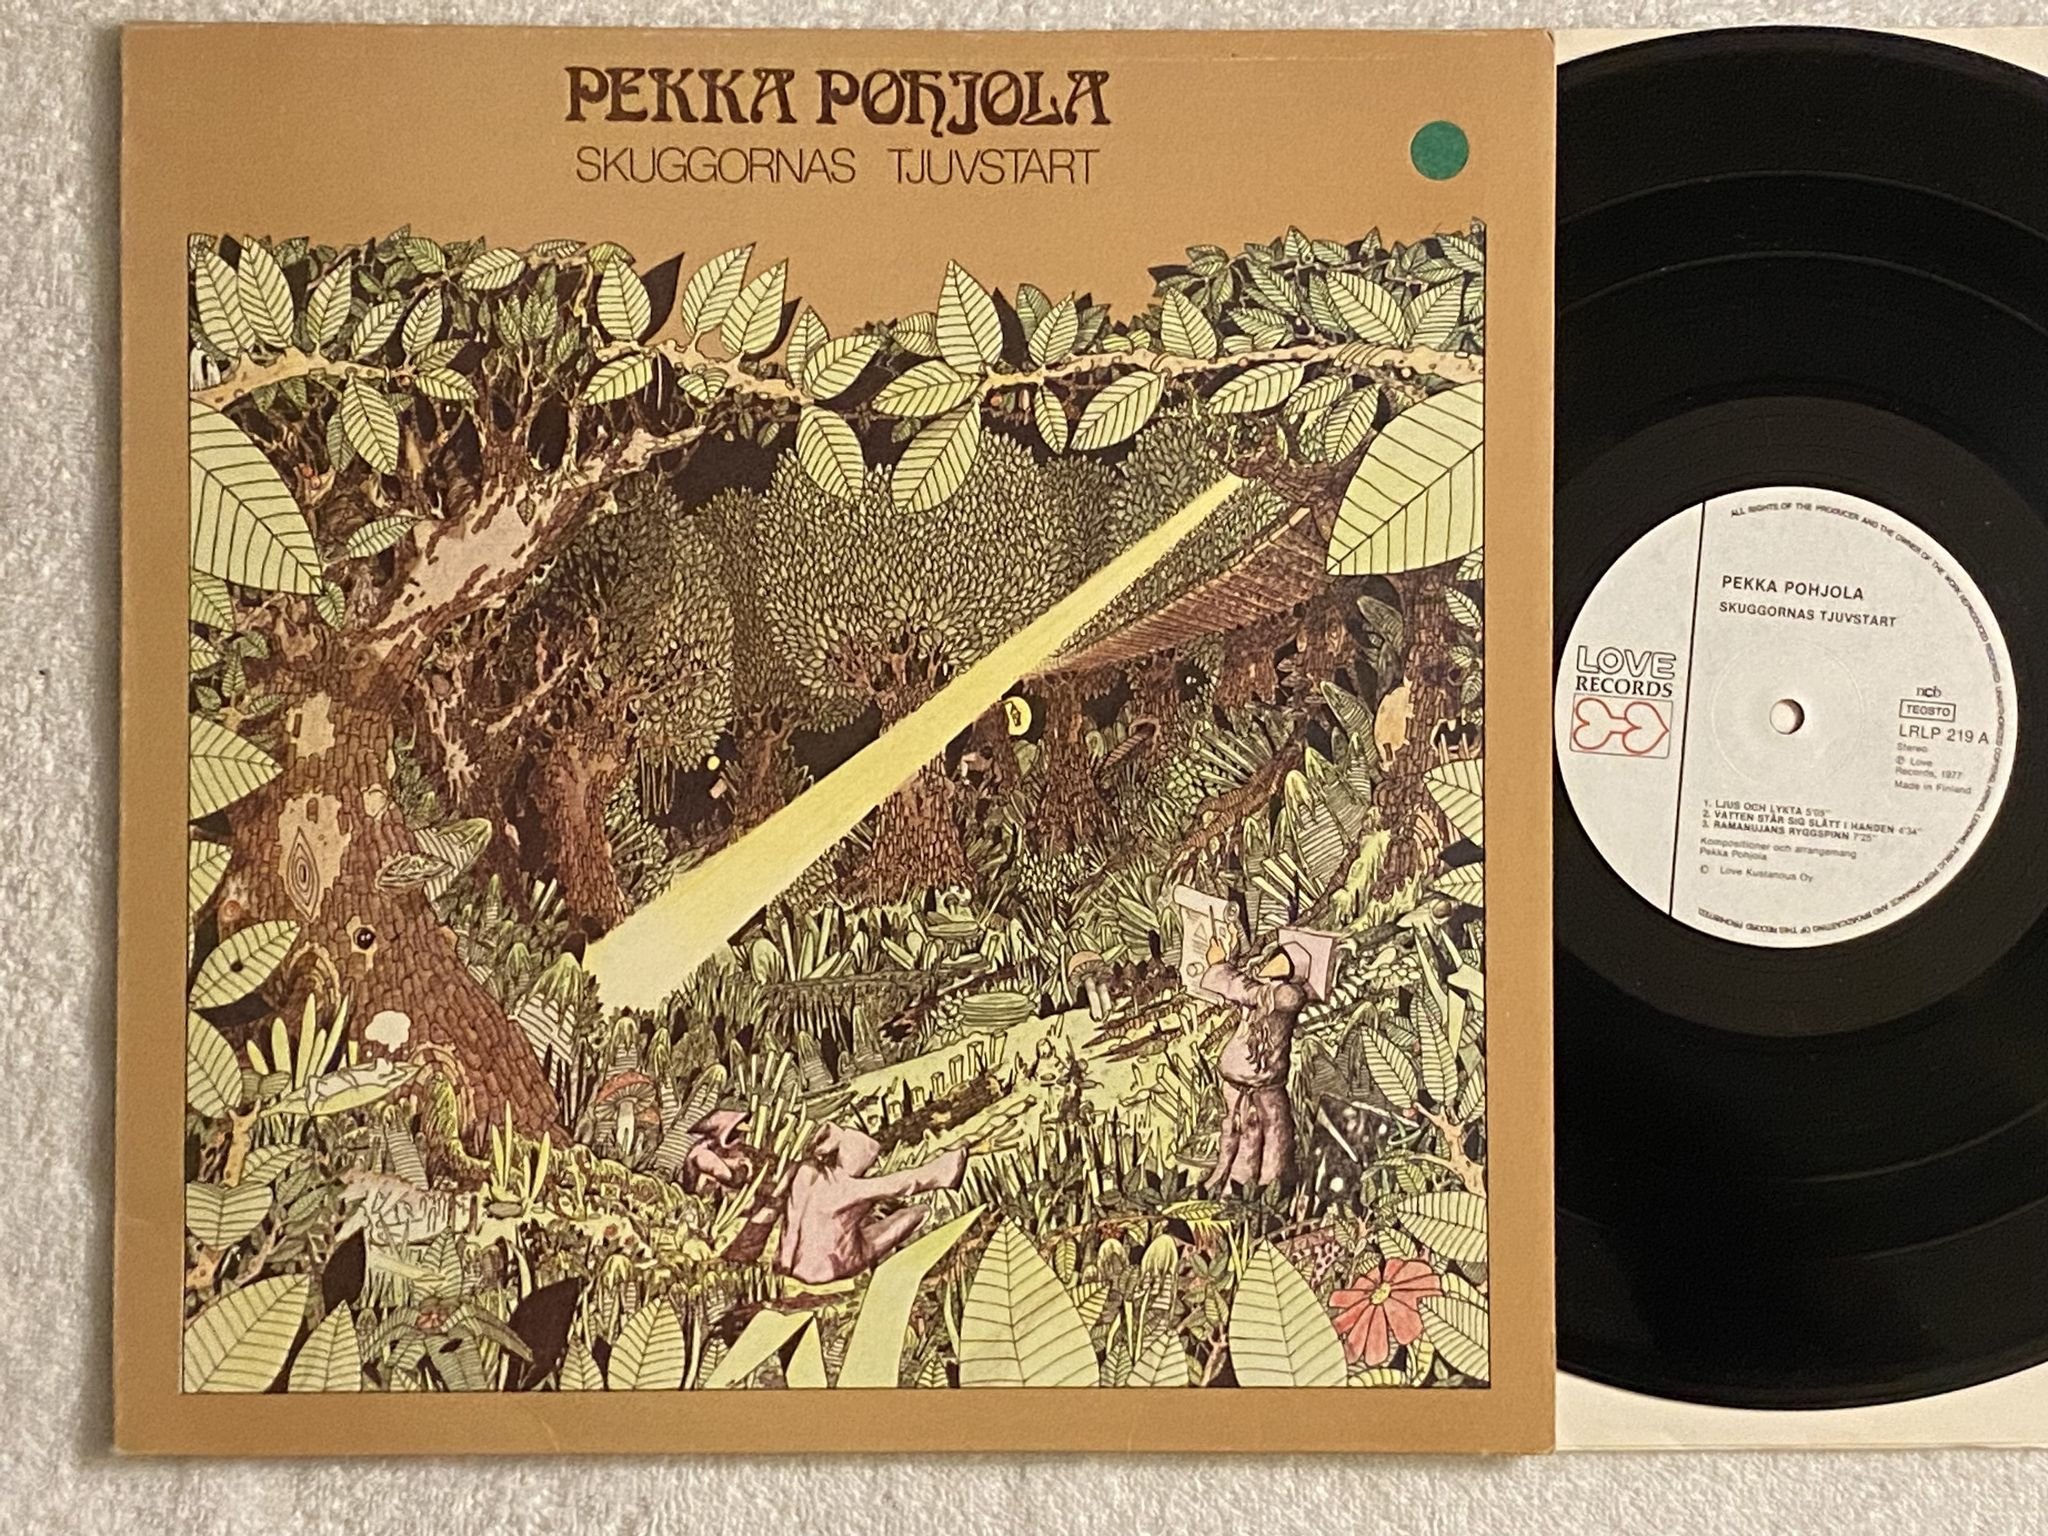 PEKKA POHJOLA
SKUGGORNAS TJUVSTART
ALL RIGHTS OF THE PRODUCER AND THE OWNER OF THE WORK REPRODUCED RESERVED UNAUTHORIZED COPYING, HIRING, LENDING, PUBLIC PERFORMANCE AND BROADCASTING OF THIS RECORD PROHIBITED
PEKKA POHJOLA
SKUGGORNAS TJUVSTART
LOVE
RECORDS
ncb
TEOSTO
LRLP 219 A
Stereo
℗ Love
Records, 1977
Made in Finland
1. LJUS OCH LYKTA 5'05"
2. VATTEN STÅR SIG SLÄTT I HANDEN 4'34"
3. RAMANUJANS RYGGSPINN 7'25"
Kompositioner och arrangemang
Pekka Pohjola
© Love Kustannus Oy